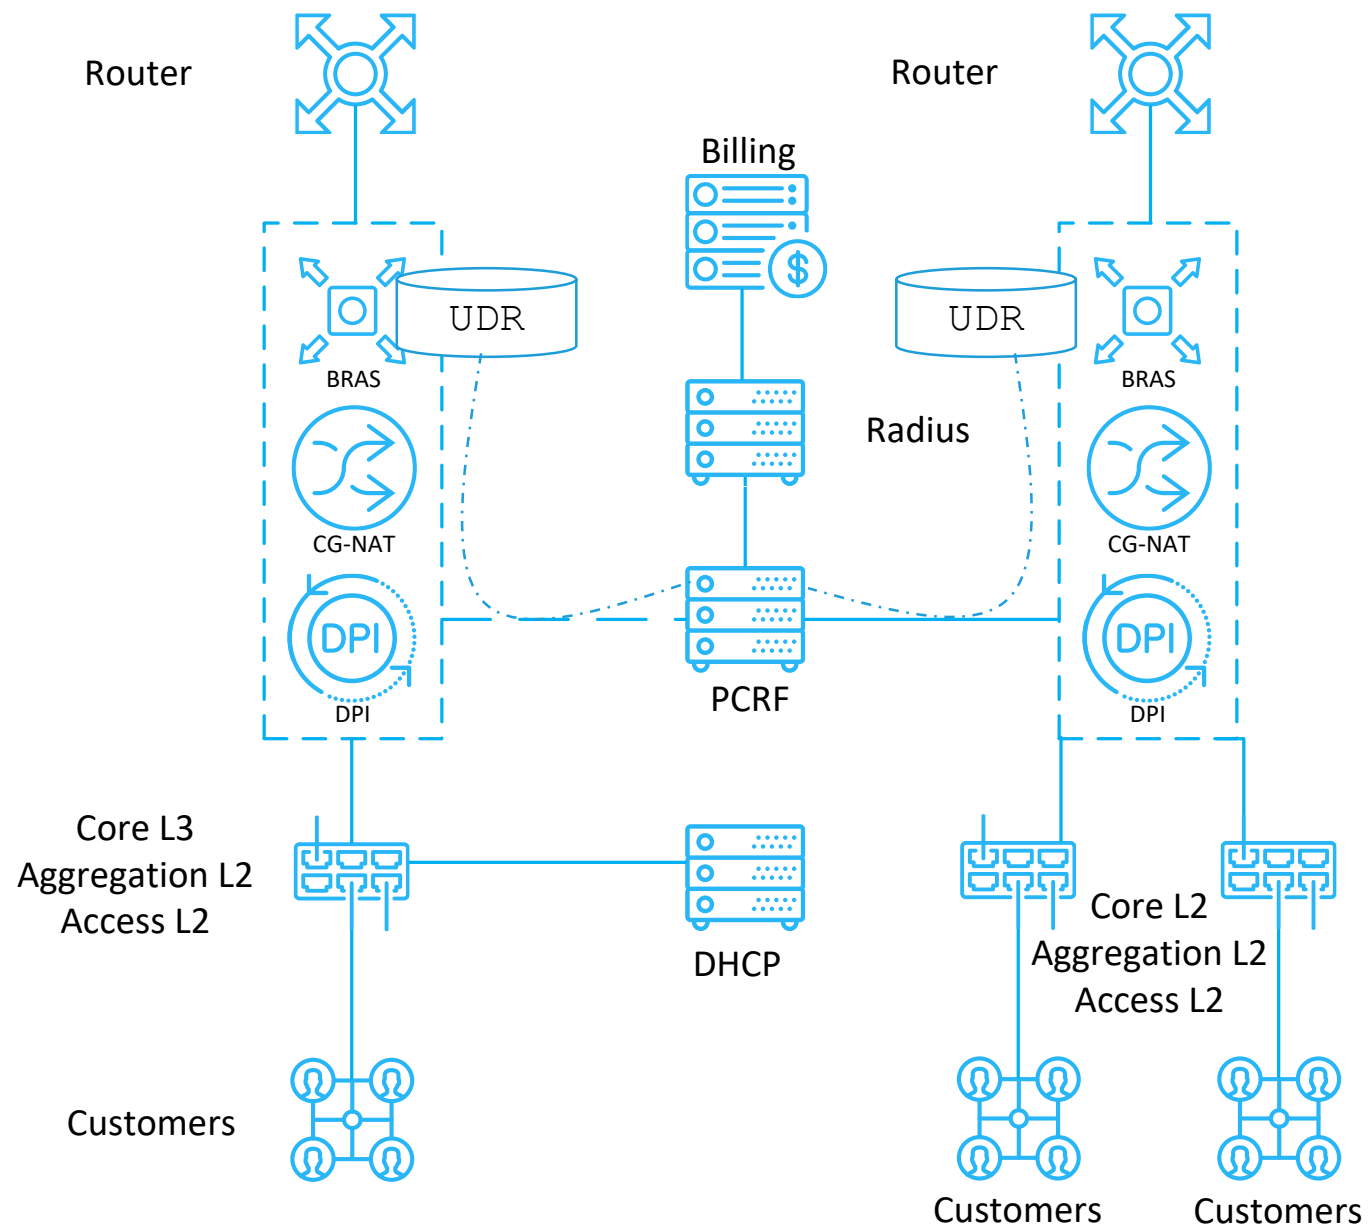 Router
Router
Billing
$
UDR
UDR
BRAS
BRAS
Radius
CG-NAT
CG-NAT
DPI
DPI
PCRF
DPI
DPI
Core L3
Aggregation L2
Access L2
DHCP
Core L2
Aggregation L2
Access L2
Customers
Customers
Customers